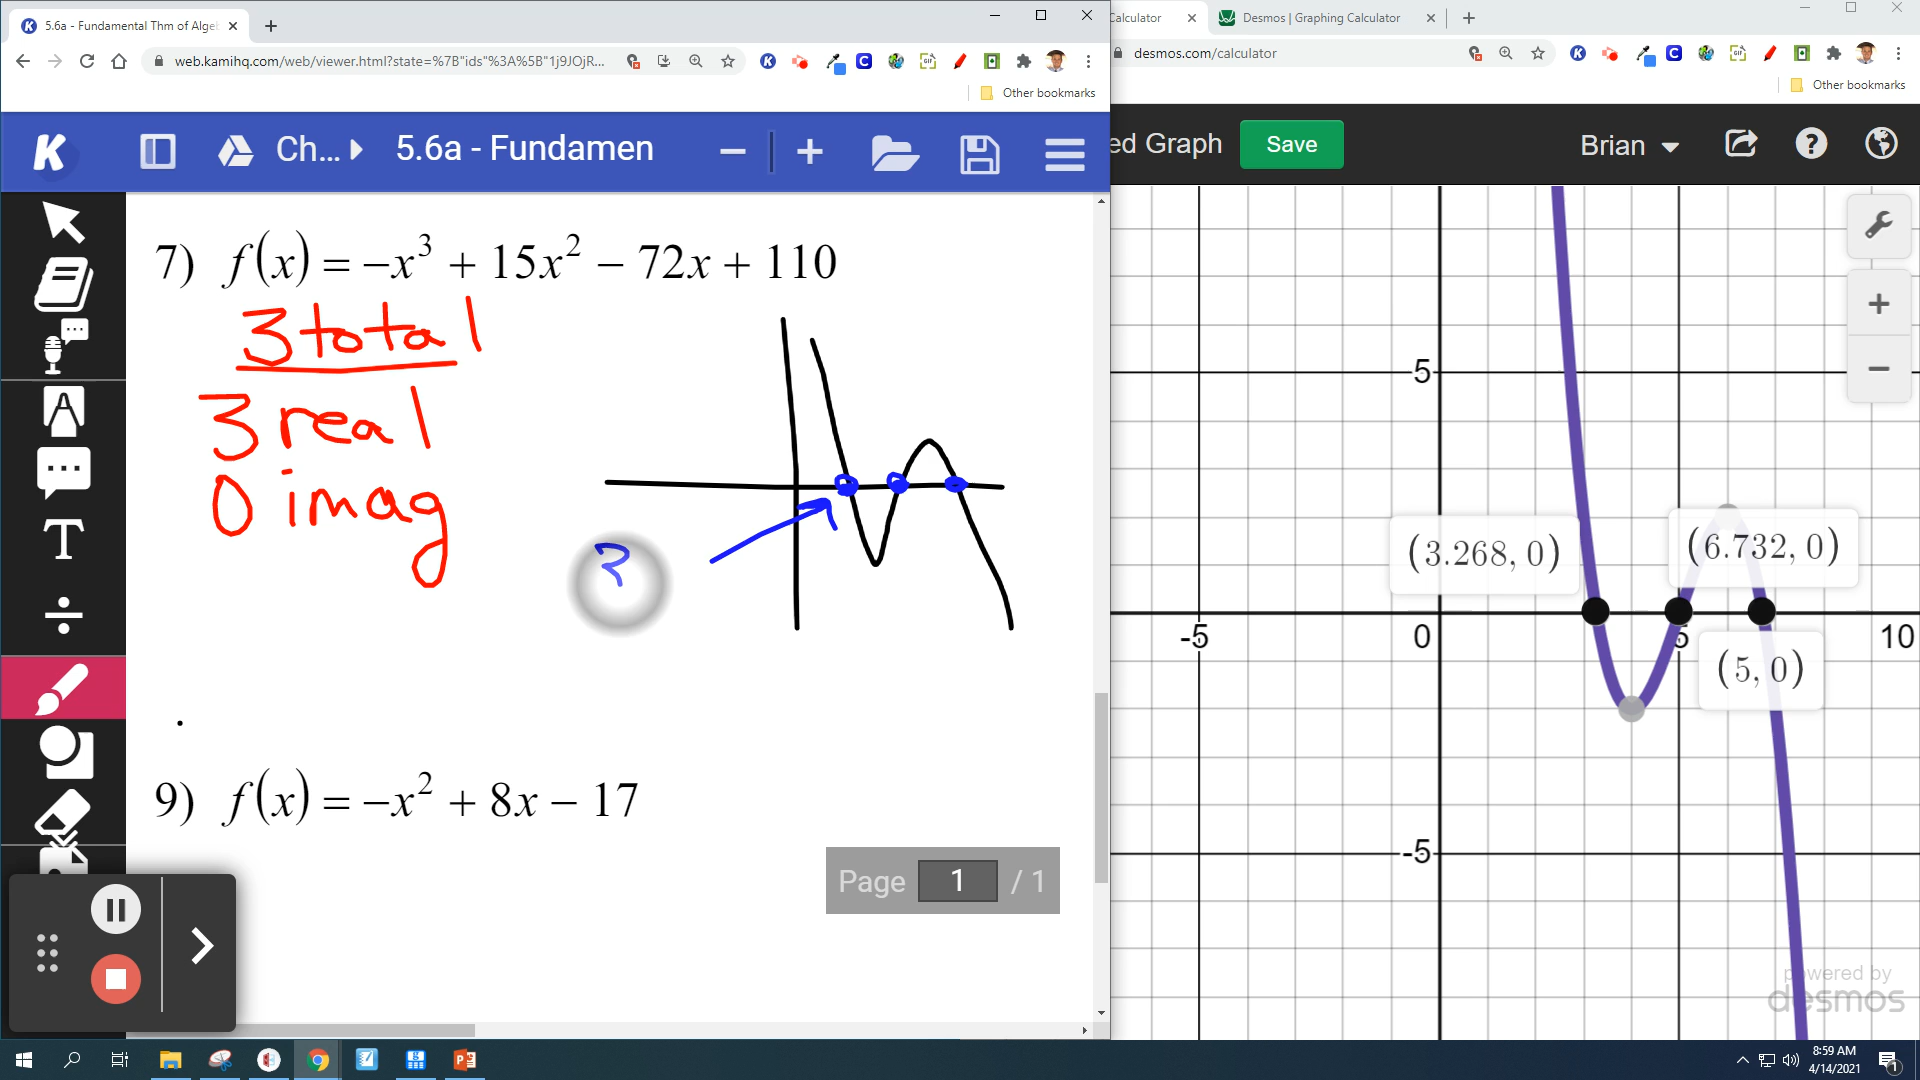 5.6a - Fundamental Thm of Alge
web.kamihq.com/web/viewer.html?state=%7B"ids"%3A%5B"1j9JOjR...
Other bookmarks
Ch... 5.6a - Fundamen
7) f(x) = −x³ + 15x² − 72x + 110
3 total
3 real
0 imag
3
9) f(x) = −x² + 8x − 17
Page 1 / 1
Calculator
Desmos | Graphing Calculator
desmos.com/calculator
Other bookmarks
ed Graph
Save
Brian
5
(3.268, 0)
(6.732, 0)
-5
0
5
10
(5, 0)
-5
powered by
desmos
8:59 AM
4/14/2021
1